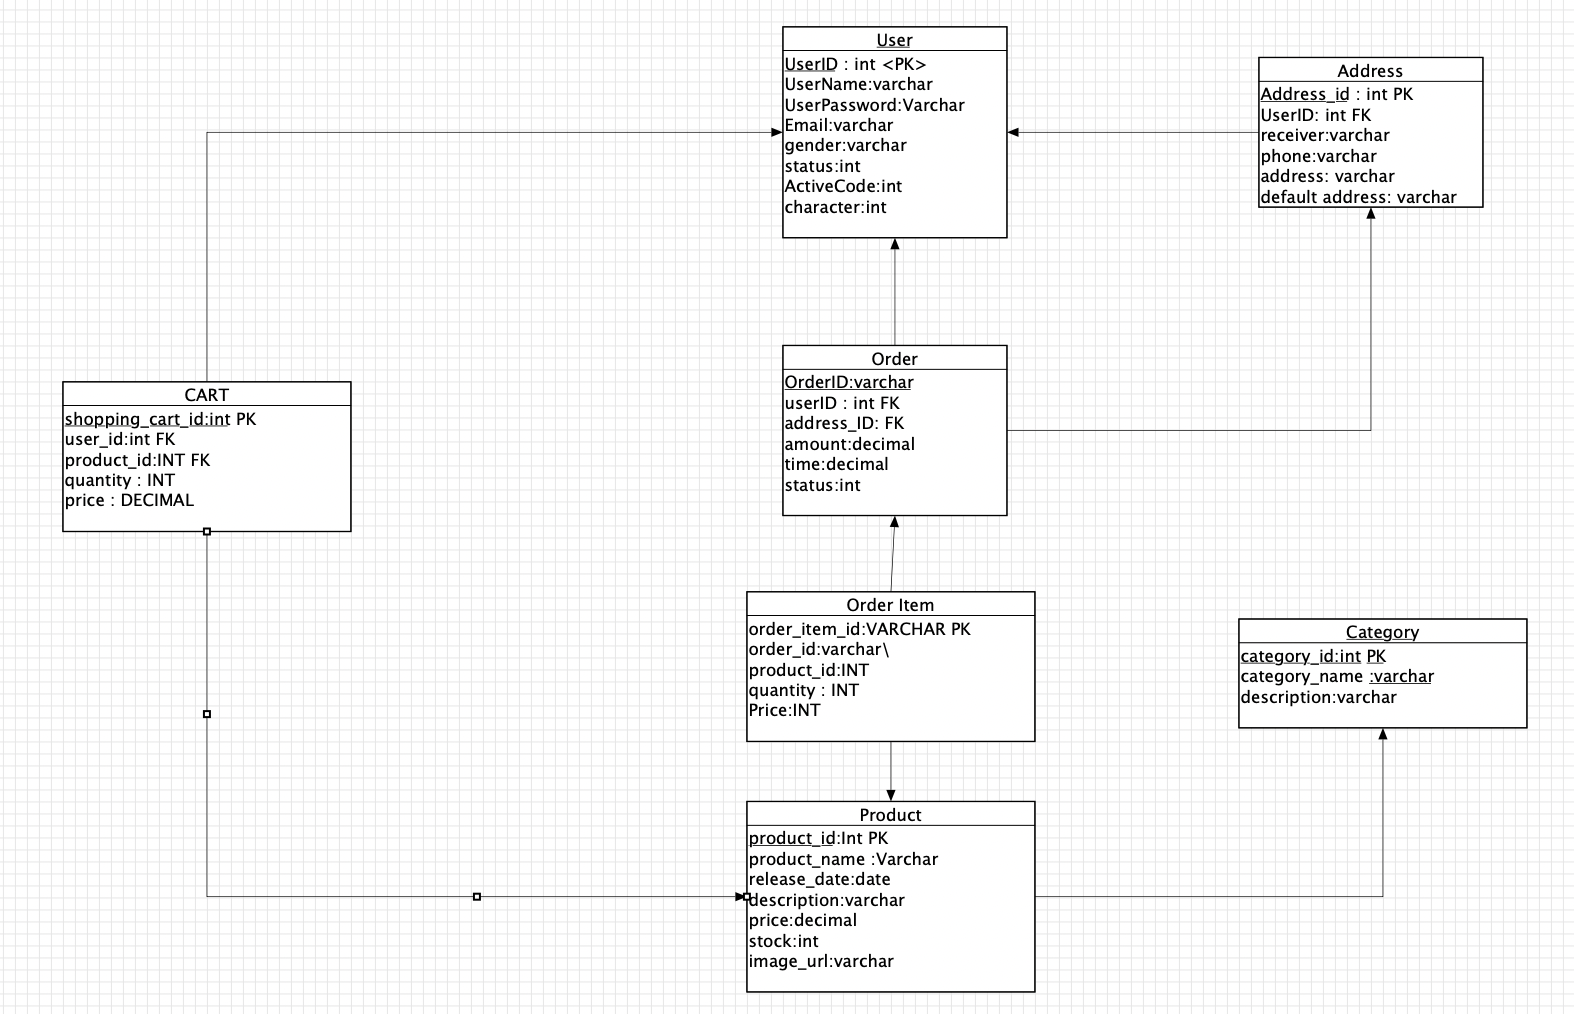 User
UserID : int <PK>
UserName:varchar
UserPassword:Varchar
Email:varchar
gender:varchar
status:int
ActiveCode:int
character:int
Address
Address_id : int PK
UserID: int FK
receiver:varchar
phone:varchar
address: varchar
default address: varchar
CART
shopping_cart_id:int PK
user_id:int FK
product_id:INT FK
quantity : INT
price : DECIMAL
Order
OrderID:varchar
userID : int FK
address_ID: FK
amount:decimal
time:decimal
status:int
Order Item
order_item_id:VARCHAR PK
order_id:varchar\
product_id:INT
quantity : INT
Price:INT
Category
category_id:int PK
category_name :varchar
description:varchar
Product
product_id:Int PK
product_name :Varchar
release_date:date
description:varchar
price:decimal
stock:int
image_url:varchar